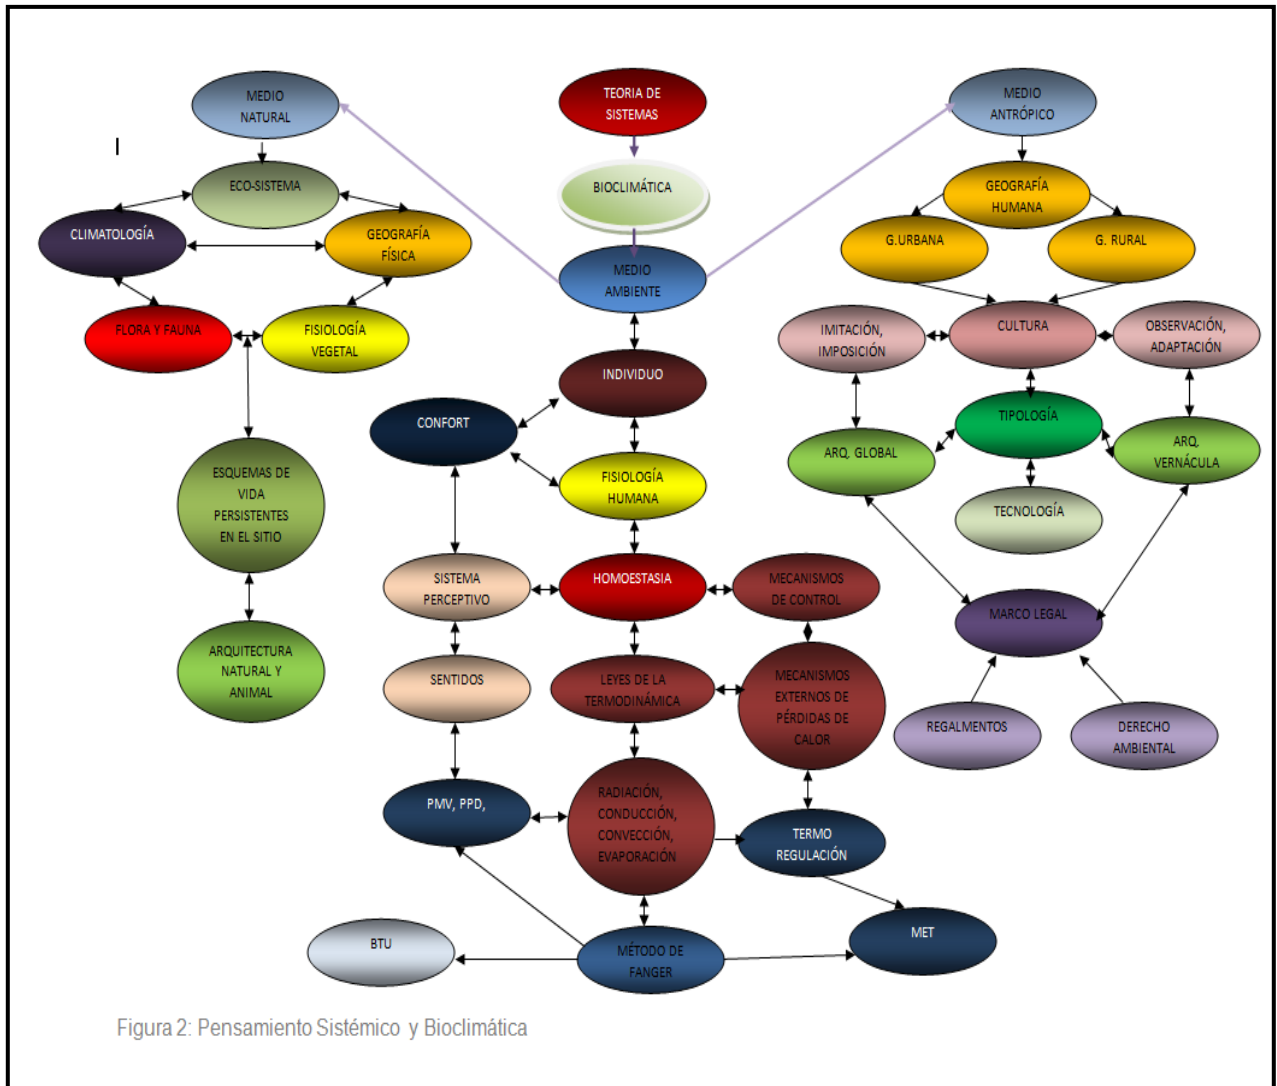 MEDIO
NATURAL
TEORIA DE
SISTEMAS
MEDIO
ANTRÓPICO
ECO-SISTEMA
BIOCLIMÁTICA
GEOGRAFÍA
HUMANA
CLIMATOLOGÍA
GEOGRAFÍA
FÍSICA
G.URBANA
G. RURAL
MEDIO
AMBIENTE
FLORA Y FAUNA
FISIOLOGÍA
VEGETAL
IMITACIÓN,
IMPOSICIÓN
CULTURA
OBSERVACIÓN,
ADAPTACIÓN
INDIVIDUO
CONFORT
TIPOLOGÍA
ARQ. GLOBAL
ARQ.
VERNÁCULA
ESQUEMAS DE
VIDA
PERSISTENTES
EN EL SITIO
FISIOLOGÍA
HUMANA
TECNOLOGÍA
SISTEMA
PERCEPTIVO
HOMOESTASIA
MECANISMOS
DE CONTROL
MARCO LEGAL
ARQUITECTURA
NATURAL Y
ANIMAL
SENTIDOS
LEYES DE LA
TERMODINÁMICA
MECANISMOS
EXTERNOS DE
PÉRDIDAS DE
CALOR
REGALMENTOS
DERECHO
AMBIENTAL
PMV, PPD,
RADIACIÓN,
CONDUCCIÓN,
CONVECCIÓN,
EVAPORACIÓN
TERMO
REGULACIÓN
BTU
MÉTODO DE
FANGER
MET
Figura 2: Pensamiento Sistémico y Bioclimática